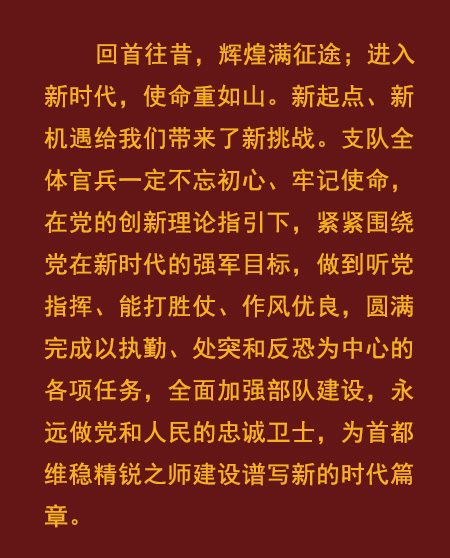 回首往昔，辉煌满征途；进入
新时代，使命重如山。新起点、新
机遇给我们带来了新挑战。支队全
体官兵一定不忘初心、牢记使命，
在党的创新理论指引下，紧紧围绕
党在新时代的强军目标，做到听党
指挥、能打胜仗、作风优良，圆满
完成以执勤、处突和反恐为中心的
各项任务，全面加强部队建设，永
远做党和人民的忠诚卫士，为首都
维稳精锐之师建设谱写新的时代篇
章。